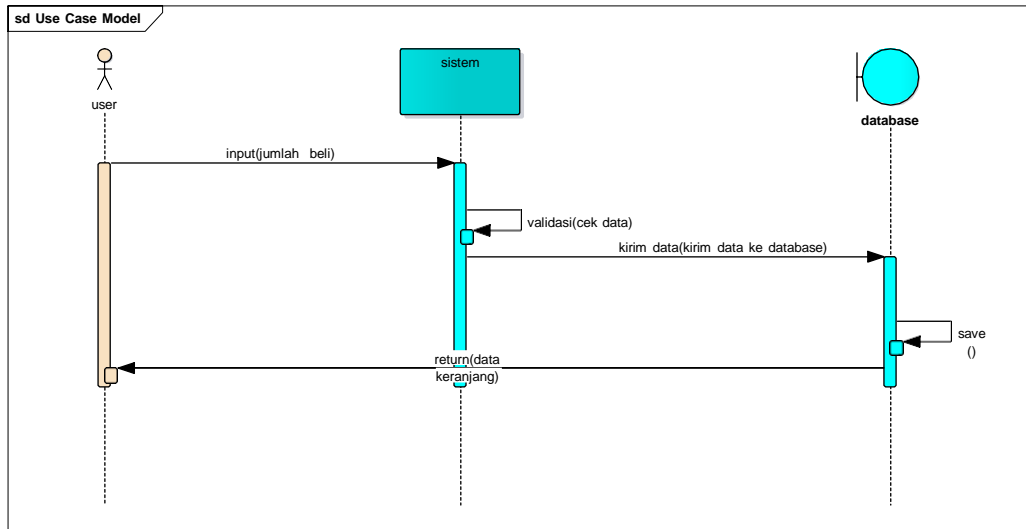 sd Use Case Model
sistem
user
database
input(jumlah beli)
validasi(cek data)
kirim data(kirim data ke database)
save
()
return(data
keranjang)